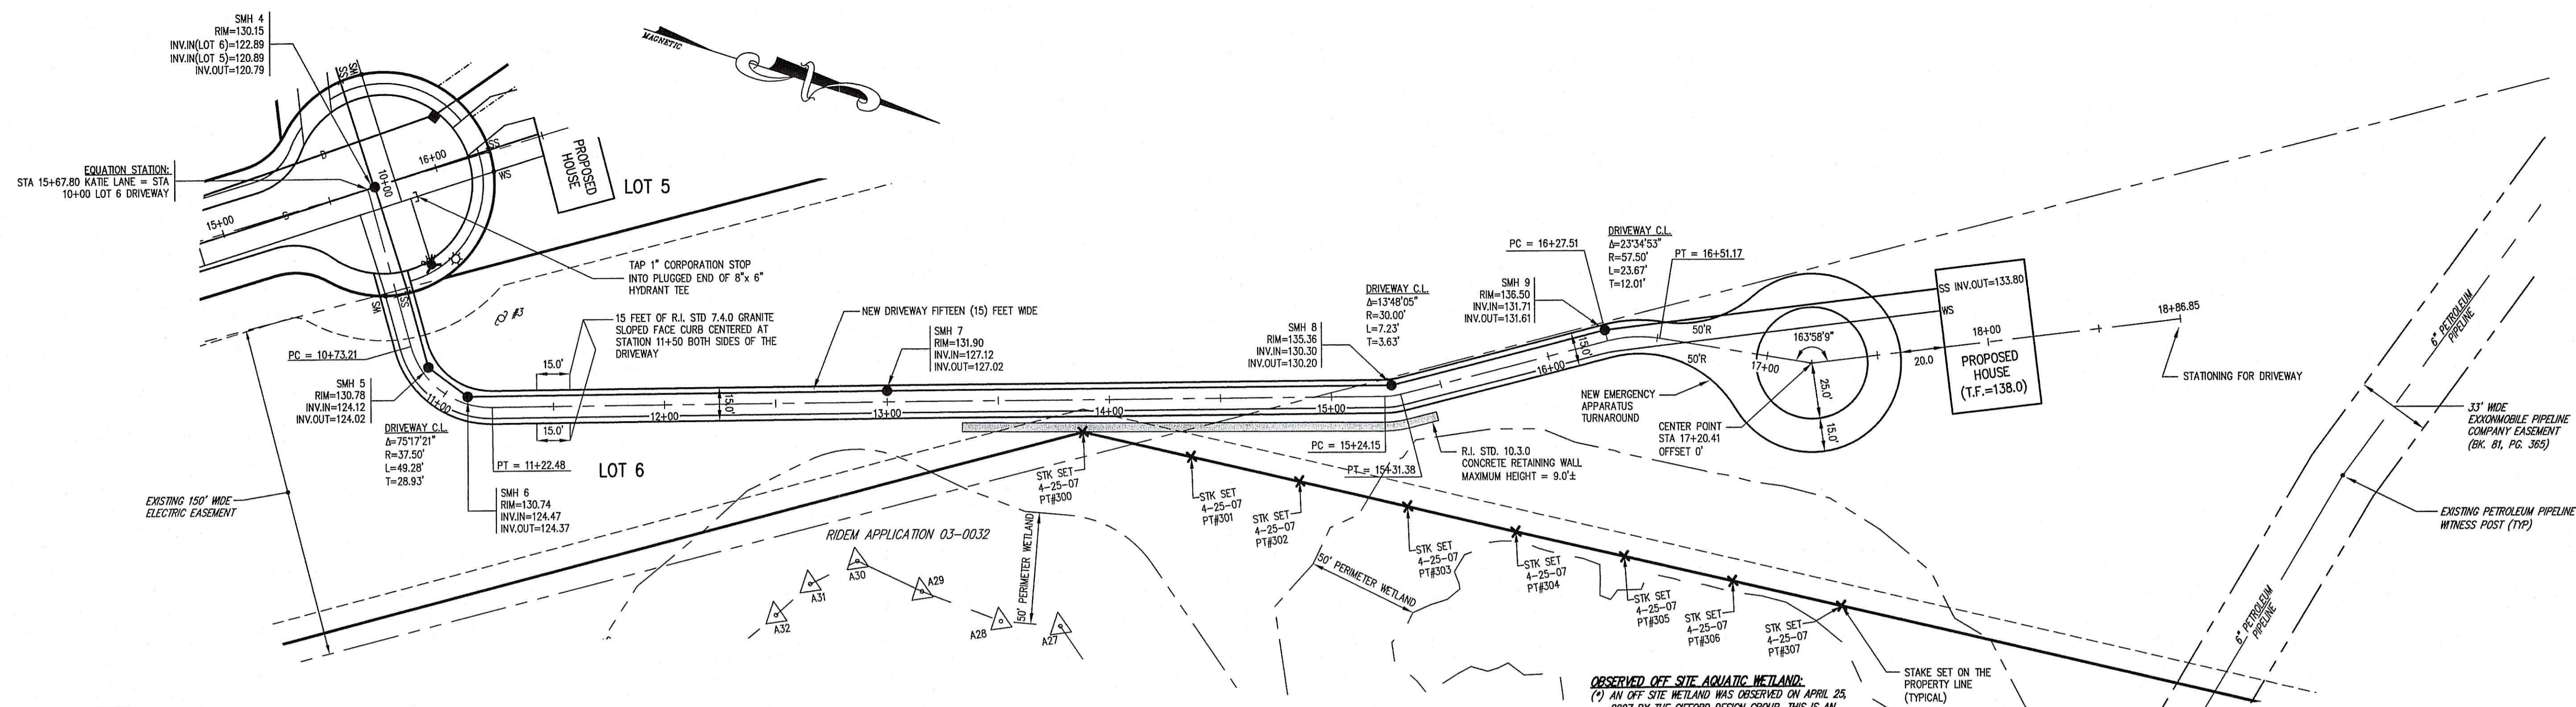 SMH 4
RIM=130.15
INV.IN(LOT 6)=122.89
INV.IN(LOT 5)=120.89
INV.OUT=120.79
MAGNETIC
EQUATION STATION:
STA 15+67.80 KATIE LANE = STA
10+00 LOT 6 DRIVEWAY
SS
SW
D
16+00
10+00
15+00
S
SS
WS
PROPOSED
HOUSE
LOT 5
TAP 1" CORPORATION STOP
INTO PLUGGED END OF 8"x 6"
HYDRANT TEE
SW
SS
#3
15 FEET OF R.I. STD 7.4.0 GRANITE
SLOPED FACE CURB CENTERED AT
STATION 11+50 BOTH SIDES OF THE
DRIVEWAY
NEW DRIVEWAY FIFTEEN (15) FEET WIDE
PC = 10+73.21
15.0'
SMH 7
RIM=131.90
INV.IN=127.12
INV.OUT=127.02
SMH 8
RIM=135.36
INV.IN=130.30
INV.OUT=130.20
DRIVEWAY C.L.
Δ=13°48'05"
R=30.00'
L=7.23'
T=3.63'
PC = 16+27.51
SMH 9
RIM=136.50
INV.IN=131.71
INV.OUT=131.61
DRIVEWAY C.L.
Δ=23°34'53"
R=57.50'
L=23.67'
T=12.01'
PT = 16+51.17
SS INV.OUT=133.80
WS
18+86.85
18+00
PROPOSED
HOUSE
(T.F.=138.0)
20.0
STATIONING FOR DRIVEWAY
6" PETROLEUM
PIPELINE
33' WIDE
EXXONMOBILE PIPELINE
COMPANY EASEMENT
(BK. 81, PG. 365)
EXISTING PETROLEUM PIPELINE
WITNESS POST (TYP)
SMH 5
RIM=130.78
INV.IN=124.12
INV.OUT=124.02
11+00
15.0'
12+00
15.0'
13+00
14+00
15+00
15.0'
16+00
50'R
50'R
17+00
163°58'9"
25.0'
15.0'
NEW EMERGENCY
APPARATUS
TURNAROUND
CENTER POINT
STA 17+20.41
OFFSET 0'
DRIVEWAY C.L.
Δ=75°17'21"
R=37.50'
L=49.28'
T=28.93'
PT = 11+22.48
LOT 6
SMH 6
RIM=130.74
INV.IN=124.47
INV.OUT=124.37
PC = 15+24.15
PT = 15+31.38
R.I. STD. 10.3.0
CONCRETE RETAINING WALL
MAXIMUM HEIGHT = 9.0'±
EXISTING 150' WIDE
ELECTRIC EASEMENT
STK SET
4-25-07
PT#300
STK SET
4-25-07
PT#301
STK SET
4-25-07
PT#302
STK SET
4-25-07
PT#303
STK SET
4-25-07
PT#304
STK SET
4-25-07
PT#305
STK SET
4-25-07
PT#306
STK SET
4-25-07
PT#307
RIDEM APPLICATION 03-0032
A32
A31
A30
A29
A28
A27
50' PERIMETER WETLAND
50' PERIMETER WETLAND
STAKE SET ON THE
PROPERTY LINE
(TYPICAL)
6" PETROLEUM
PIPELINE
OBSERVED OFF SITE AQUATIC WETLAND:
(*) AN OFF SITE WETLAND WAS OBSERVED ON APRIL 25,
2007 BY THE GIFFORD DESIGN GROUP. THIS IS AN